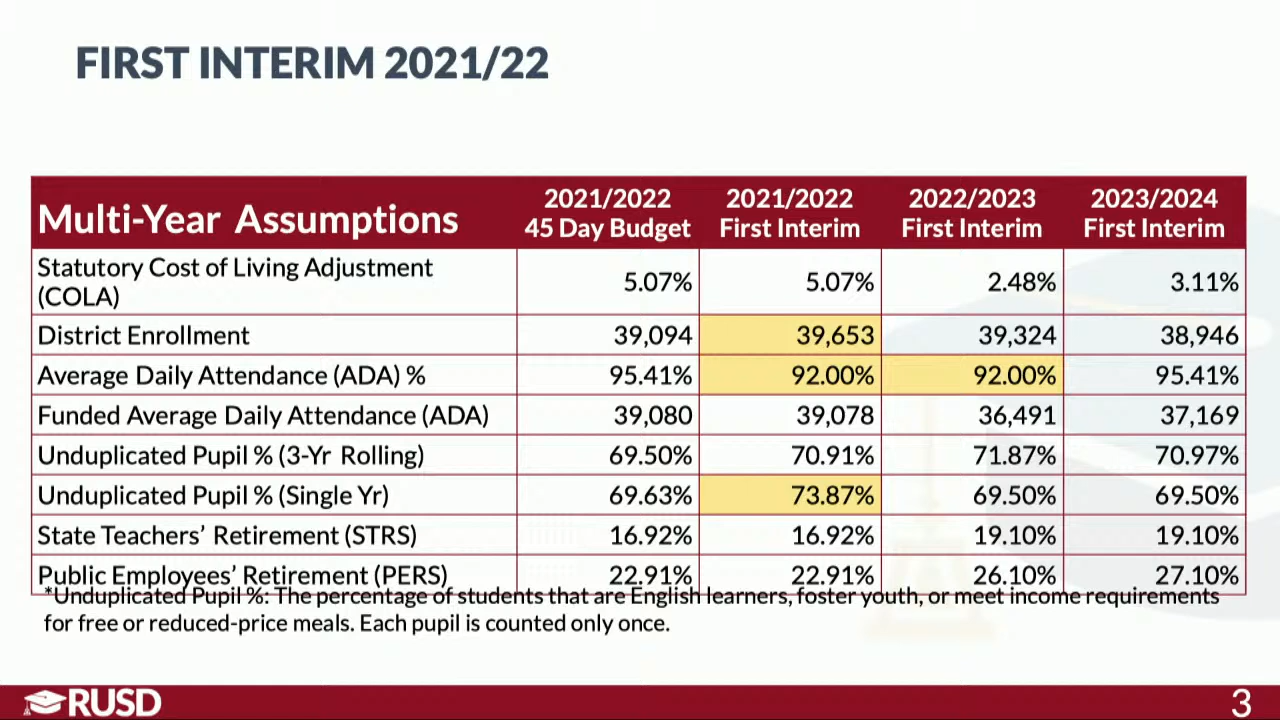 FIRST INTERIM 2021/22
Multi-Year Assumptions
2021/2022 45 Day Budget
2021/2022 First Interim
2022/2023 First Interim
2023/2024 First Interim
Statutory Cost of Living Adjustment (COLA) 5.07% 5.07% 2.48% 3.11%
District Enrollment 39,094 39,653 39,324 38,946
Average Daily Attendance (ADA) % 95.41% 92.00% 92.00% 95.41%
Funded Average Daily Attendance (ADA) 39,080 39,078 36,491 37,169
Unduplicated Pupil % (3-Yr Rolling) 69.50% 70.91% 71.87% 70.97%
Unduplicated Pupil % (Single Yr) 69.63% 73.87% 69.50% 69.50%
State Teachers’ Retirement (STRS) 16.92% 16.92% 19.10% 19.10%
Public Employees’ Retirement (PERS) 22.91% 22.91% 26.10% 27.10%
*Unduplicated Pupil %: The percentage of students that are English learners, foster youth, or meet income requirements
for free or reduced-price meals. Each pupil is counted only once.
RUSD
3